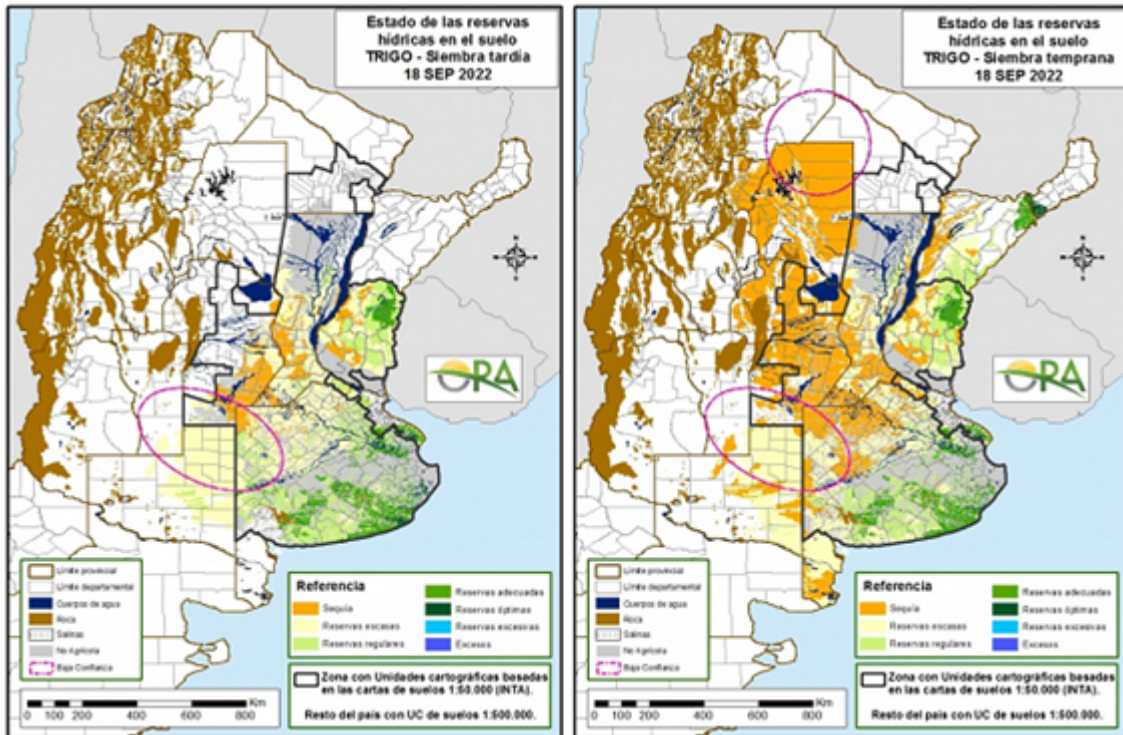 Estado de las reservas
hídricas en el suelo
TRIGO - Siembra tardía
18 SEP 2022
ORA
Límite provincial
Límite departamental
Cuerpos de agua
Roca
Salinas
No Agrícola
Baja Confianza
Referencia
Sequía
Reservas escasas
Reservas regulares
Reservas adecuadas
Reservas óptimas
Reservas excesivas
Excesos
Zona con Unidades cartográficas basadas
en las cartas de suelos 1:50.000 (INTA).
Resto del país con UC de suelos 1:500.000.
Km
0 100 200 400 600 800
Estado de las reservas
hídricas en el suelo
TRIGO - Siembra temprana
18 SEP 2022
ORA
Límite provincial
Límite departamental
Cuerpos de agua
Roca
Salinas
No Agrícola
Baja Confianza
Referencia
Sequía
Reservas escasas
Reservas regulares
Reservas adecuadas
Reservas óptimas
Reservas excesivas
Excesos
Zona con Unidades cartográficas basadas
en las cartas de suelos 1:50.000 (INTA).
Resto del país con UC de suelos 1:500.000.
Km
0 100 200 400 600 800